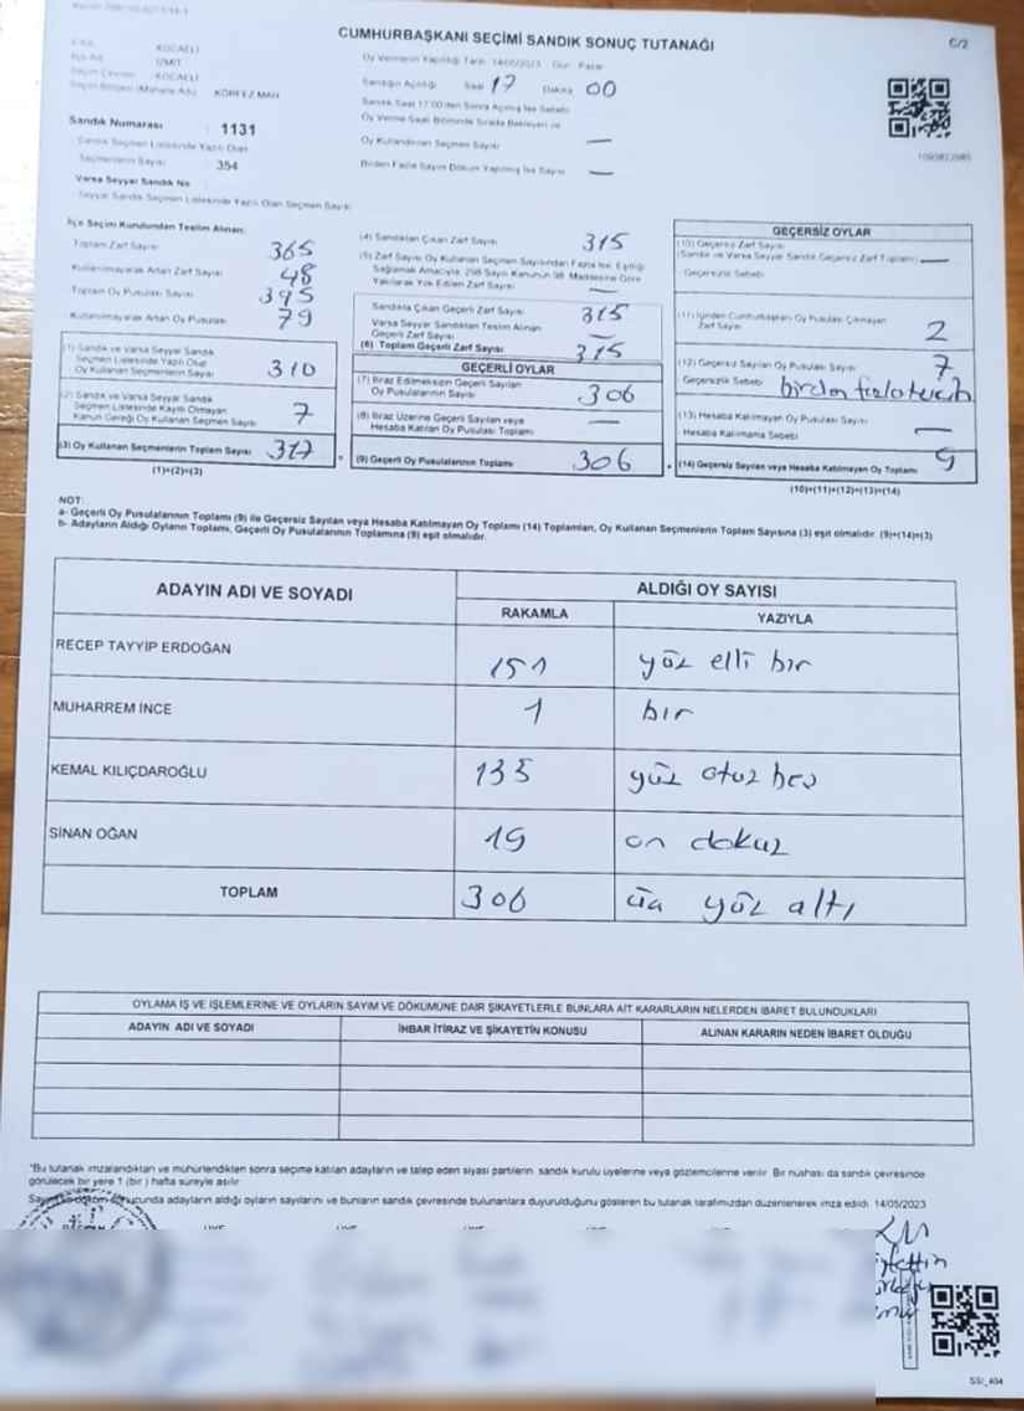 CUMHURBAŞKANI SEÇİMİ SANDIK SONUÇ TUTANAĞI
C/2
KOCAELİ
Oy Vermenin Yapıldığı Tarih: 14/05/2023 Gün: Pazar
İZMİT
KOCAELİ
Sandığın Açıldığı Saat 17 Dakika 00
KÖRFEZ MAH.
Sandık Saat 17:00'den Sonra Açılmış İse Sebebi
Sandık Numarası 1131
Oy Kullandırılan Seçmen Sayısı —
Sandık Seçmen Listesinde Yazılı Olan
Seçmenlerin Sayısı 354
Birden Fazla Sayım Döküm Yapılmış İse Sayısı —
Varsa Seyyar Sandık No
Seyyar Sandık Seçmen Listesinde Yazılı Olan Seçmen Sayısı
İlçe Seçim Kurulundan Teslim Alınan:
Toplam Zarf Sayısı 365
Kullanılmayarak Artan Zarf Sayısı 48
Toplam Oy Pusulası Sayısı 395
Kullanılmayarak Artan Oy Pusulası 79
(1) Sandık ve Varsa Seyyar Sandık
Seçmen Listesinde Yazılı Olup
Oy Kullanan Seçmenlerin Sayısı 310
(2) Sandık ve Varsa Seyyar Sandık
Seçmen Listesinde Kaydı Olmayan
Kanun Gereği Oy Kullanan Seçmen Sayısı 7
(3) Oy Kullanan Seçmenlerin Toplam Sayısı 317
(1)+(2)=(3)
(4) Sandıktan Çıkan Zarf Sayısı 315
(5) Zarf Sayısı Oy Kullanan Seçmen Sayısından Fazla İse, Eşitliği
Sağlamak Amacıyla, 298 Sayılı Kanunun 98. Maddesine Göre
Yakılarak Yok Edilen Zarf Sayısı —
Sandıkta Çıkan Geçerli Zarf Sayısı 315
Varsa Seyyar Sandıktan Teslim Alınan
Geçerli Zarf Sayısı —
(6) Toplam Geçerli Zarf Sayısı 315
GEÇERLİ OYLAR
(7) İtiraz Edilmeksizin Geçerli Sayılan
Oy Pusulalarının Sayısı 306
(8) İtiraz Üzerine Geçerli Sayılan veya
Hesaba Katılan Oy Pusulası Toplamı —
(9) Geçerli Oy Pusulalarının Toplamı 306
GEÇERSİZ OYLAR
(10) Geçersiz Zarf Sayısı
(Sandık ve Varsa Seyyar Sandık Geçersiz Zarf Toplamı) —
Geçersizlik Sebebi
(11) İçinden Cumhurbaşkanı Oy Pusulası Çıkmayan
Zarf Sayısı 2
(12) Geçersiz Sayılan Oy Pusulası Sayısı 7
Geçersizlik Sebebi birden fazla tercih
(13) Hesaba Katılmayan Oy Pusulası Sayısı —
Hesaba Katılmama Sebebi
(14) Geçersiz Sayılan veya Hesaba Katılmayan Oy Toplamı 9
(10)+(11)+(12)+(13)=(14)
NOT:
a- Geçerli Oy Pusulalarının Toplamı (9) ile Geçersiz Sayılan veya Hesaba Katılmayan Oy Toplamı (14) Toplamları, Oy Kullanan Seçmenlerin Toplam Sayısına (3) eşit olmalıdır. (9)+(14)=(3)
b- Adayların Aldığı Oyların Toplamı, Geçerli Oy Pusulalarının Toplamına (9) eşit olmalıdır.
ADAYIN ADI VE SOYADI ALDIĞI OY SAYISI
RAKAMLA YAZIYLA
RECEP TAYYİP ERDOĞAN 151 yüz elli bir
MUHARREM İNCE 1 bir
KEMAL KILIÇDAROĞLU 135 yüz otuz beş
SİNAN OĞAN 19 on dokuz
TOPLAM 306 üç yüz altı
OYLAMA İŞ VE İŞLEMLERİNE VE OYLARIN SAYIM VE DÖKÜMÜNE DAİR ŞİKAYETLERLE BUNLARA AİT KARARLARIN NELERDEN İBARET BULUNDUKLARI
ADAYIN ADI VE SOYADI İHBAR İTİRAZ VE ŞİKAYETİN KONUSU ALINAN KARARIN NEDEN İBARET OLDUĞU
*Bu tutanak imzalandıktan ve mühürlendikten sonra seçime katılan adayların ve talep eden siyasi partilerin sandık kurulu üyelerine veya gözlemcilerine verilir. Bir nüshası da sandık çevresinde
görülecek bir yere 1 (bir) hafta süreyle asılır
Sayım döküm sonucunda adayların aldığı oyların sayılarını ve bunların sandık çevresinde bulunanlara duyurulduğunu gösteren bu tutanak tarafımızdan düzenlenerek imza edildi. 14/05/2023